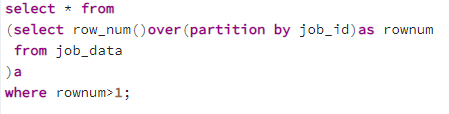 select * from
(select row_num()over(partition by job_id)as rownum
from job_data
)a
where rownum>1;